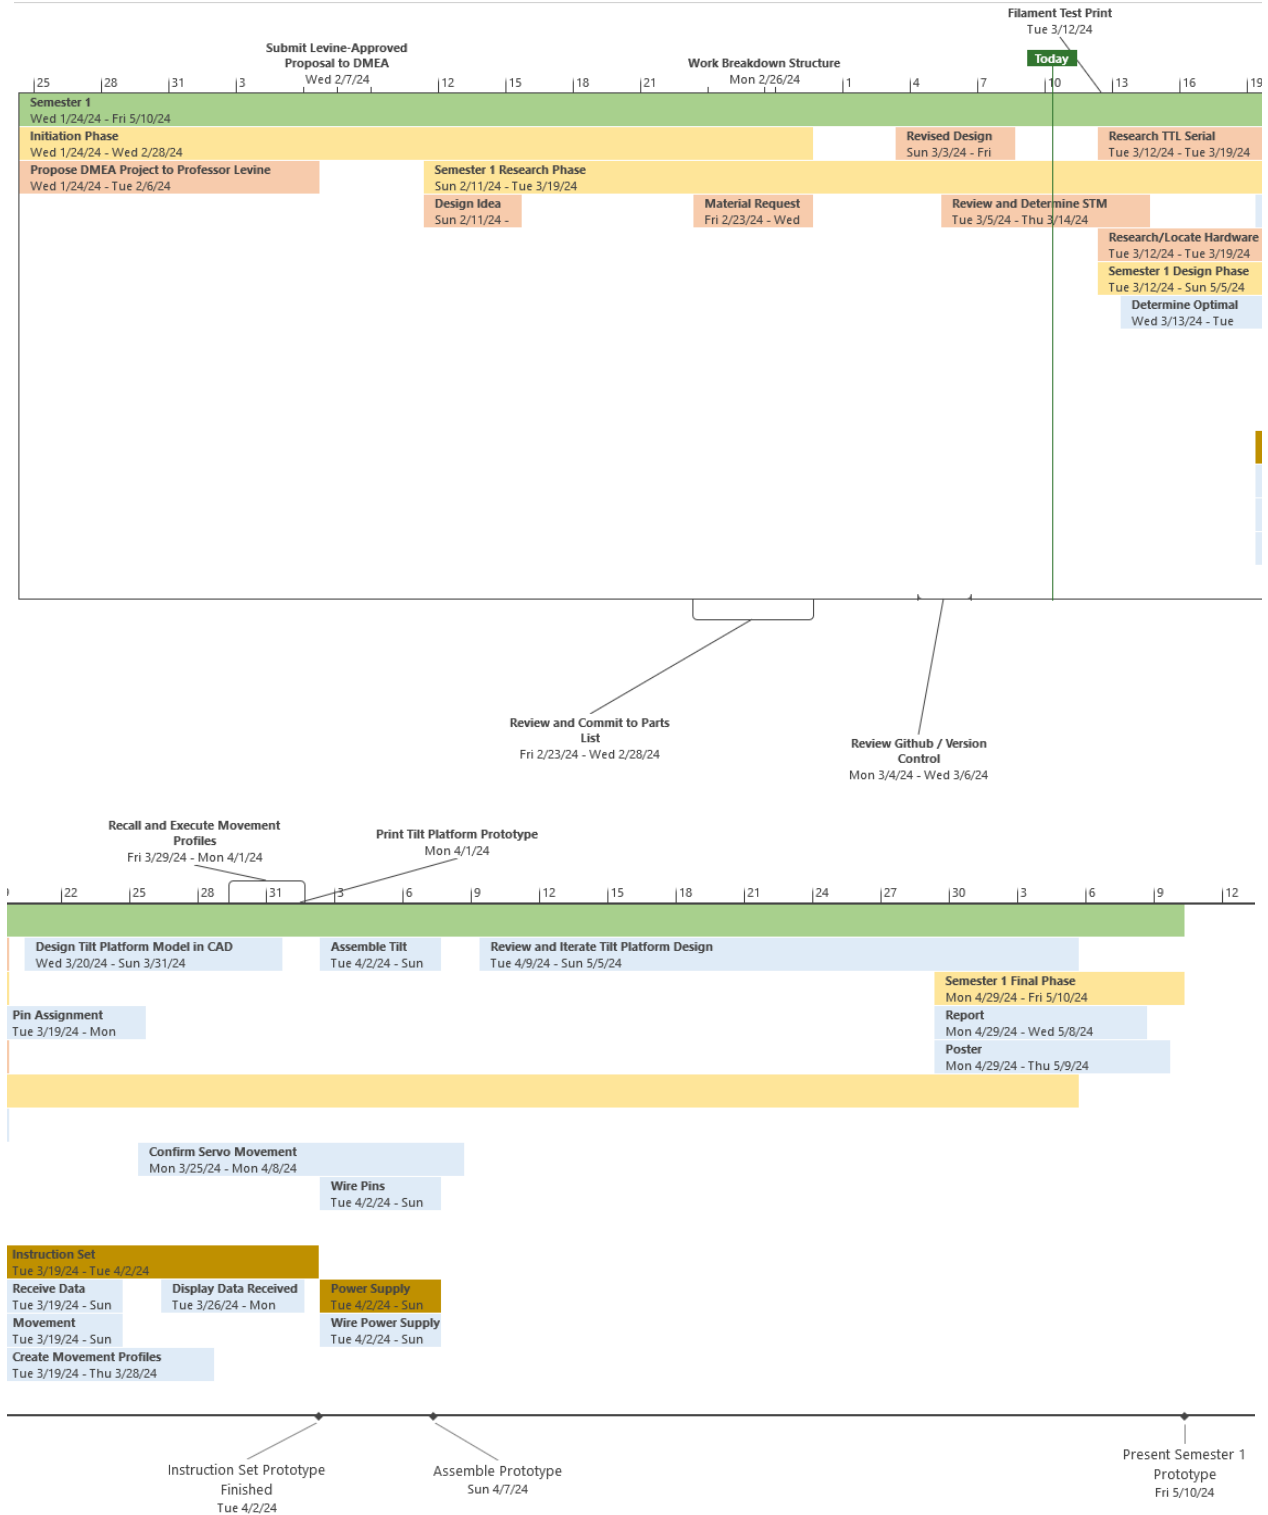 Filament Test Print
Tue 3/12/24
Submit Levine-Approved
Proposal to DMEA
Wed 2/7/24
Work Breakdown Structure
Mon 2/26/24
Today
25 28 31 3 12 15 18 21 1 4 7 10 13 16 19
Semester 1
Wed 1/24/24 - Fri 5/10/24
Initiation Phase
Wed 1/24/24 - Wed 2/28/24
Revised Design
Sun 3/3/24 - Fri
Research TTL Serial
Tue 3/12/24 - Tue 3/19/24
Propose DMEA Project to Professor Levine
Wed 1/24/24 - Tue 2/6/24
Semester 1 Research Phase
Sun 2/11/24 - Tue 3/19/24
Design Idea
Sun 2/11/24 -
Material Request
Fri 2/23/24 - Wed
Review and Determine STM
Tue 3/5/24 - Thu 3/14/24
Research/Locate Hardware
Tue 3/12/24 - Tue 3/19/24
Semester 1 Design Phase
Tue 3/12/24 - Sun 5/5/24
Determine Optimal
Wed 3/13/24 - Tue
Review and Commit to Parts
List
Fri 2/23/24 - Wed 2/28/24
Review Github / Version
Control
Mon 3/4/24 - Wed 3/6/24
Recall and Execute Movement
Profiles
Fri 3/29/24 - Mon 4/1/24
Print Tilt Platform Prototype
Mon 4/1/24
22 25 28 31 3 6 9 12 15 18 21 24 27 30 3 6 9 12
Design Tilt Platform Model in CAD
Wed 3/20/24 - Sun 3/31/24
Assemble Tilt
Tue 4/2/24 - Sun
Review and Iterate Tilt Platform Design
Tue 4/9/24 - Sun 5/5/24
Semester 1 Final Phase
Mon 4/29/24 - Fri 5/10/24
Pin Assignment
Tue 3/19/24 - Mon
Report
Mon 4/29/24 - Wed 5/8/24
Poster
Mon 4/29/24 - Thu 5/9/24
Confirm Servo Movement
Mon 3/25/24 - Mon 4/8/24
Wire Pins
Tue 4/2/24 - Sun
Instruction Set
Tue 3/19/24 - Tue 4/2/24
Receive Data
Tue 3/19/24 - Sun
Display Data Received
Tue 3/26/24 - Mon
Power Supply
Tue 4/2/24 - Sun
Movement
Tue 3/19/24 - Sun
Wire Power Supply
Tue 4/2/24 - Sun
Create Movement Profiles
Tue 3/19/24 - Thu 3/28/24
Instruction Set Prototype
Finished
Tue 4/2/24
Assemble Prototype
Sun 4/7/24
Present Semester 1
Prototype
Fri 5/10/24